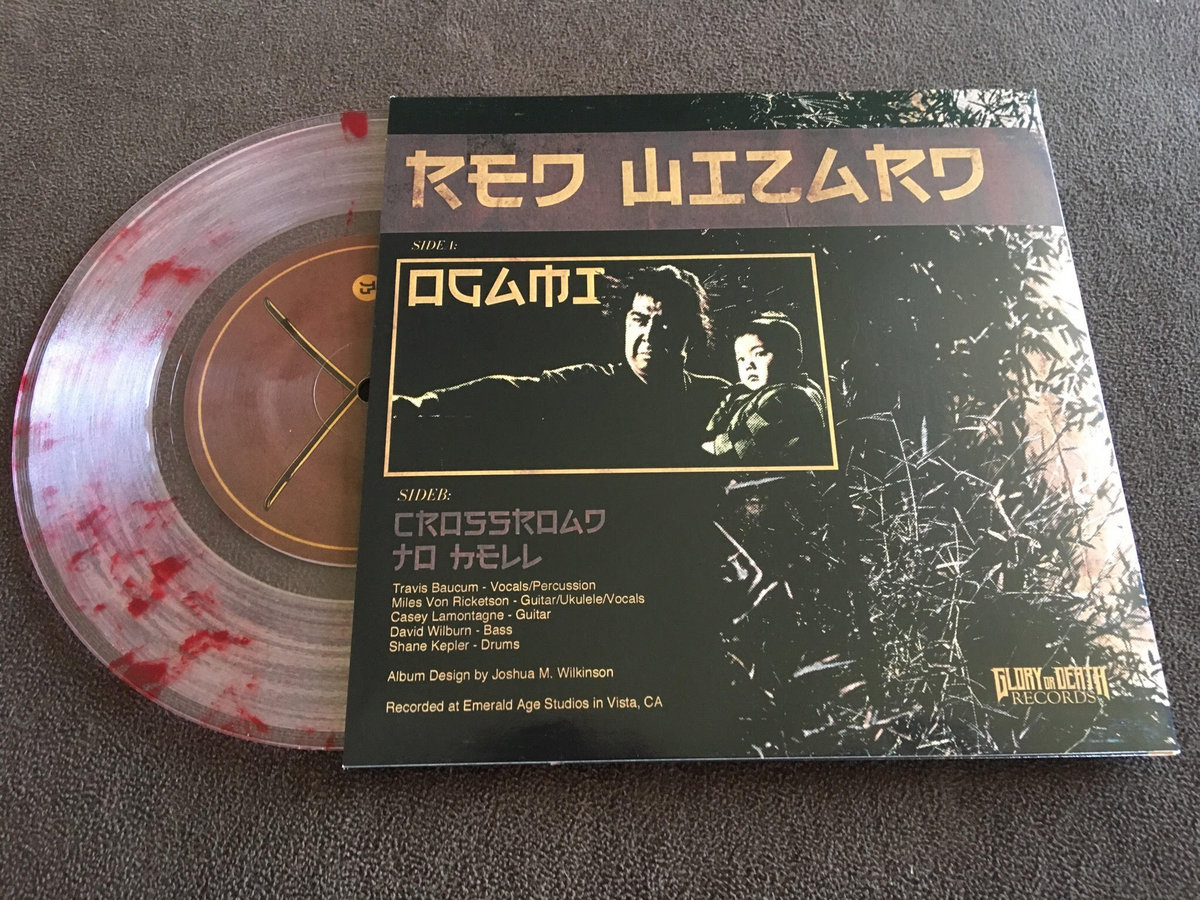 RED WIZARD
SIDE A:
OGAMI
SIDE B:
CROSSROAD
TO HELL
Travis Baucum - Vocals/Percussion
Miles Von Ricketson - Guitar/Ukulele/Vocals
Casey Lamontagne - Guitar
David Wilburn - Bass
Shane Kepler - Drums
Album Design by Joshua M. Wilkinson
Recorded at Emerald Age Studios in Vista, CA
GLORY OR DEATH
RECORDS